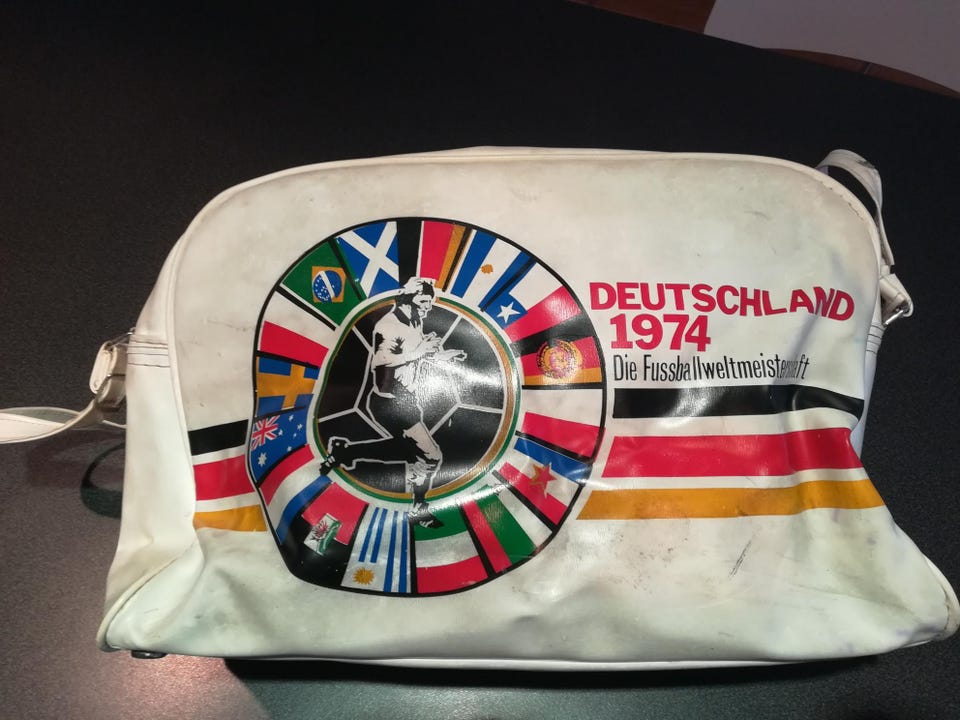 DEUTSCHLAND
1974
Die Fussballweltmeisterschaft